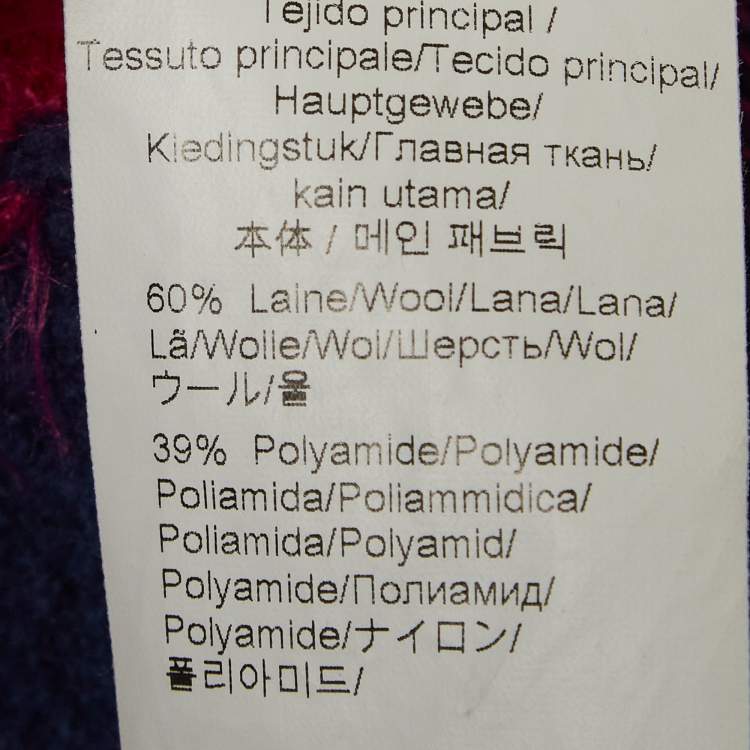 Tejido principal /
Tessuto principale/Tecido principal/
Hauptgewebe/
Kledingstuk/Главная ткань/
kain utama/
本体 / 메인 패브릭
60% Laine/Wool/Lana/Lana/
Lã/Wolle/Wol/Шерсть/Wol/
ウール/울
39% Polyamide/Polyamide/
Poliamida/Poliammidica/
Poliamida/Polyamid/
Polyamide/Полиамид/
Polyamide/ナイロン/
폴리아미드/